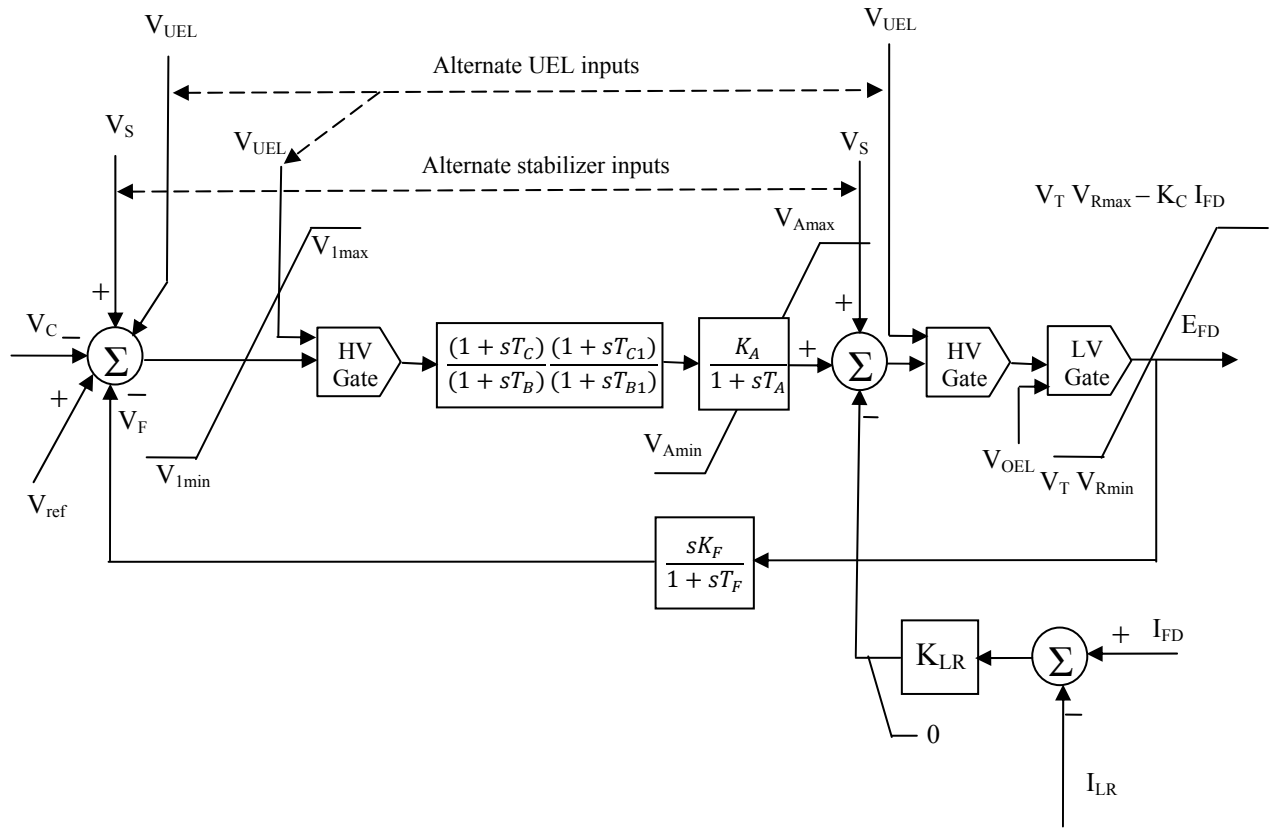 V_UEL
V_UEL
Alternate UEL inputs
V_S
V_UEL
V_S
Alternate stabilizer inputs
V_T V_Rmax – K_C I_FD
V_Amax
V_1max
+
+
V_C
−
Σ
HV
Gate
(1 + sT_C) (1 + sT_C1)
(1 + sT_B) (1 + sT_B1)
K_A
1 + sT_A
+
Σ
HV
Gate
LV
Gate
E_FD
+
−
V_F
−
V_1min
V_Amin
V_OEL
V_T V_Rmin
V_ref
sK_F
1 + sT_F
K_LR
Σ
+
I_FD
−
0
I_LR